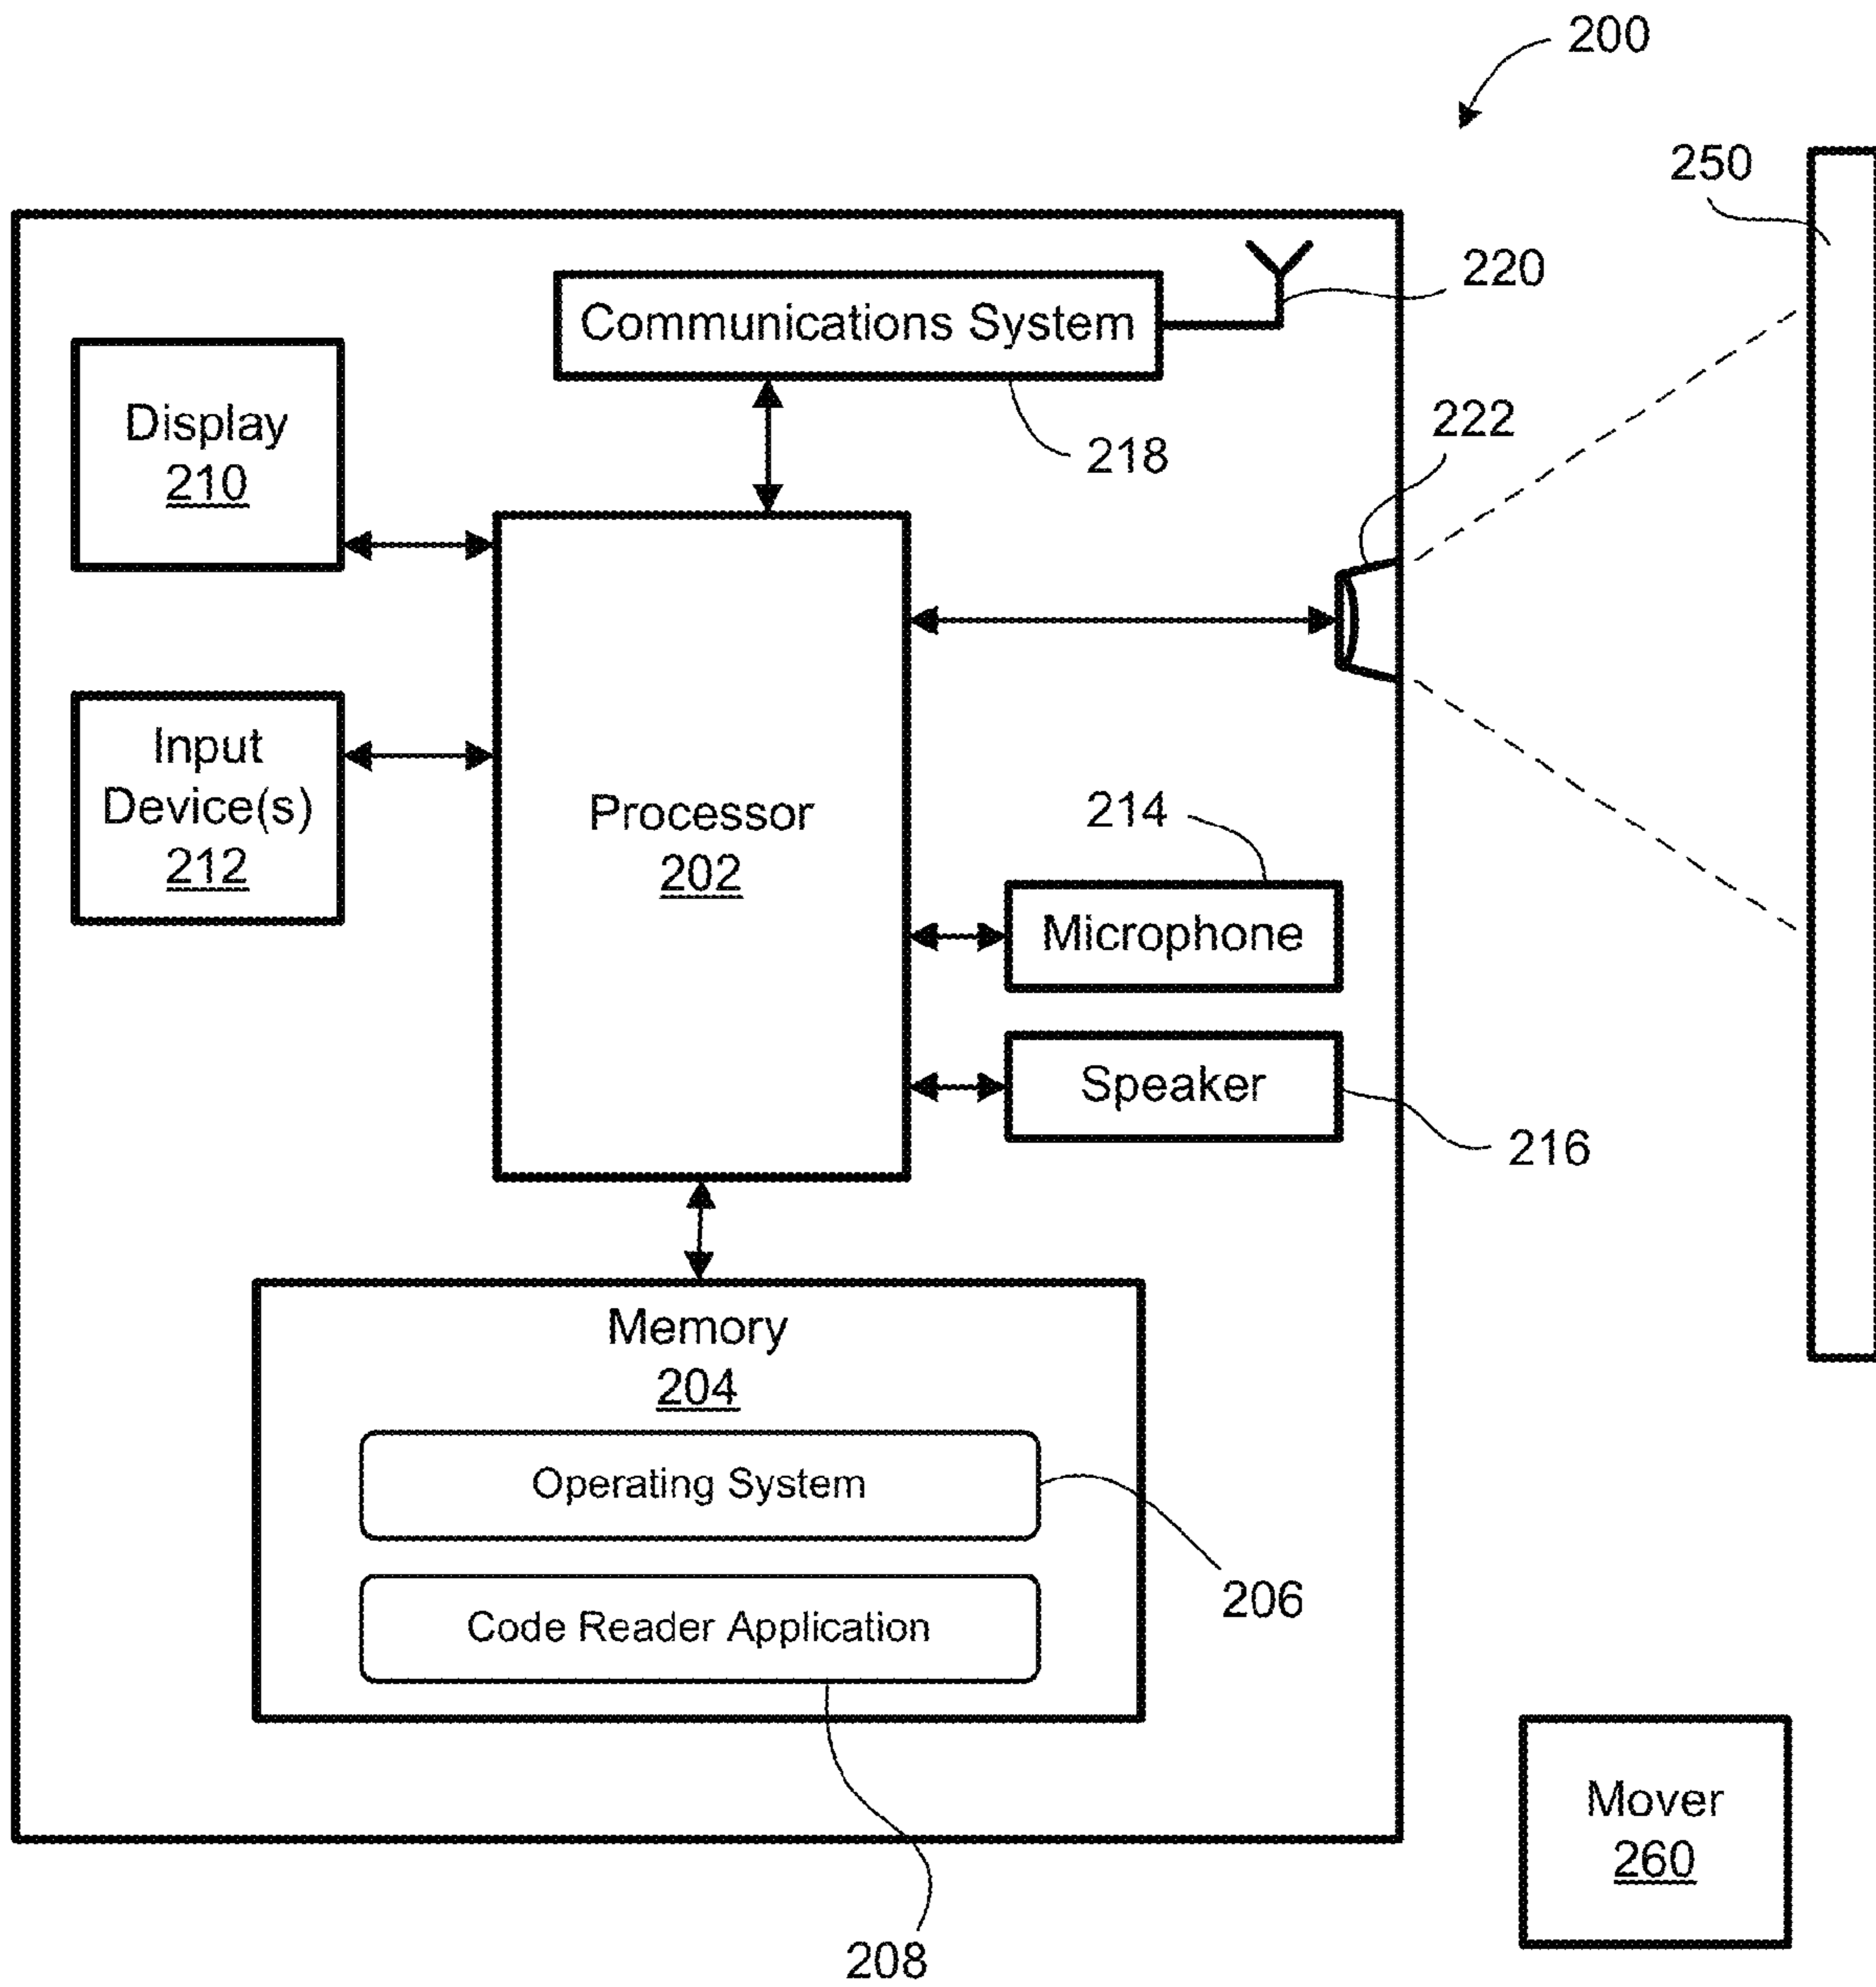 200
250
220
Communications System
Display
210
222
218
Input
Device(s)
212
Processor
202
214
Microphone
Speaker
216
Memory
204
Operating System
206
Code Reader Application
208
Mover
260